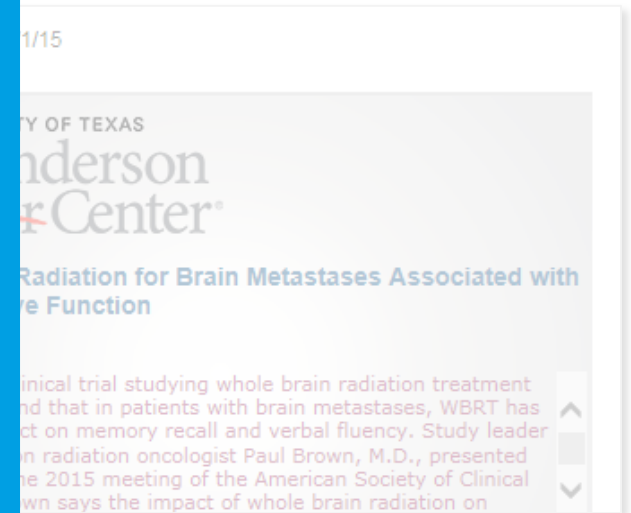 1/15
TY OF TEXAS
nderson
r Center®
Radiation for Brain Metastases Associated with
ve Function
inical trial studying whole brain radiation treatment
nd that in patients with brain metastases, WBRT has
ct on memory recall and verbal fluency. Study leader
n radiation oncologist Paul Brown, M.D., presented
ne 2015 meeting of the American Society of Clinical
wn says the impact of whole brain radiation on